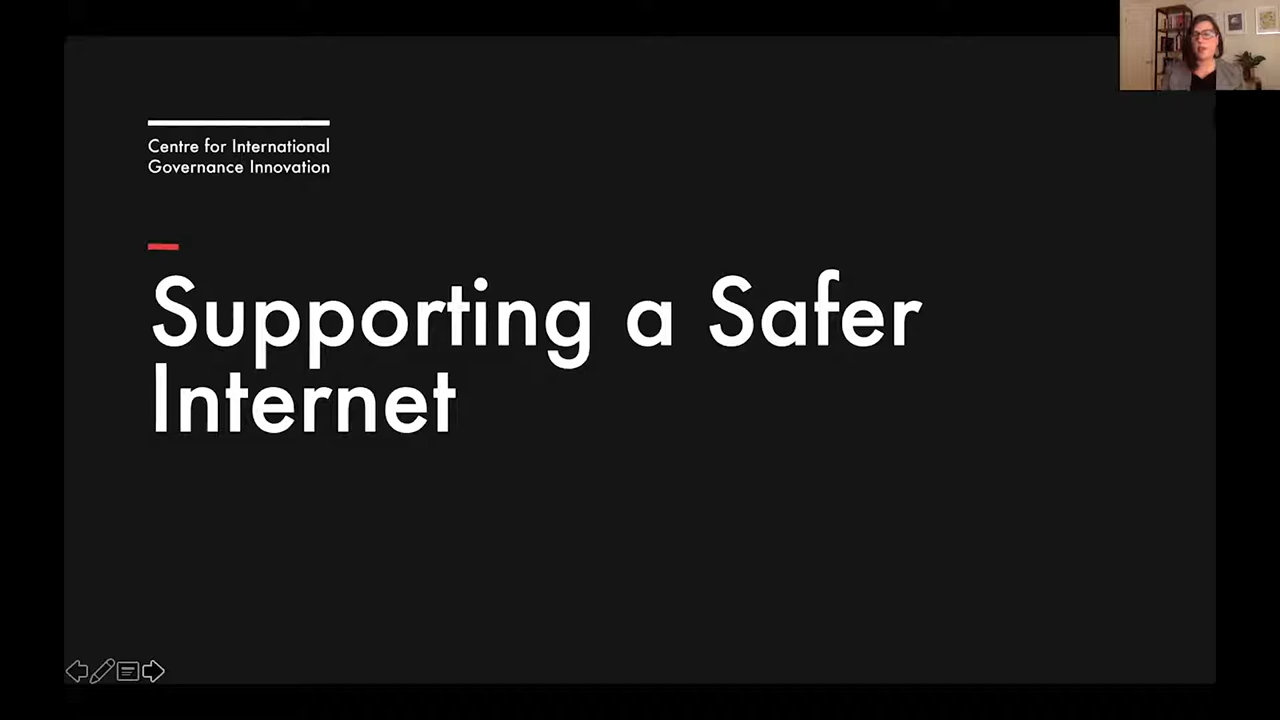 Centre for International
Governance Innovation
Supporting a Safer
Internet